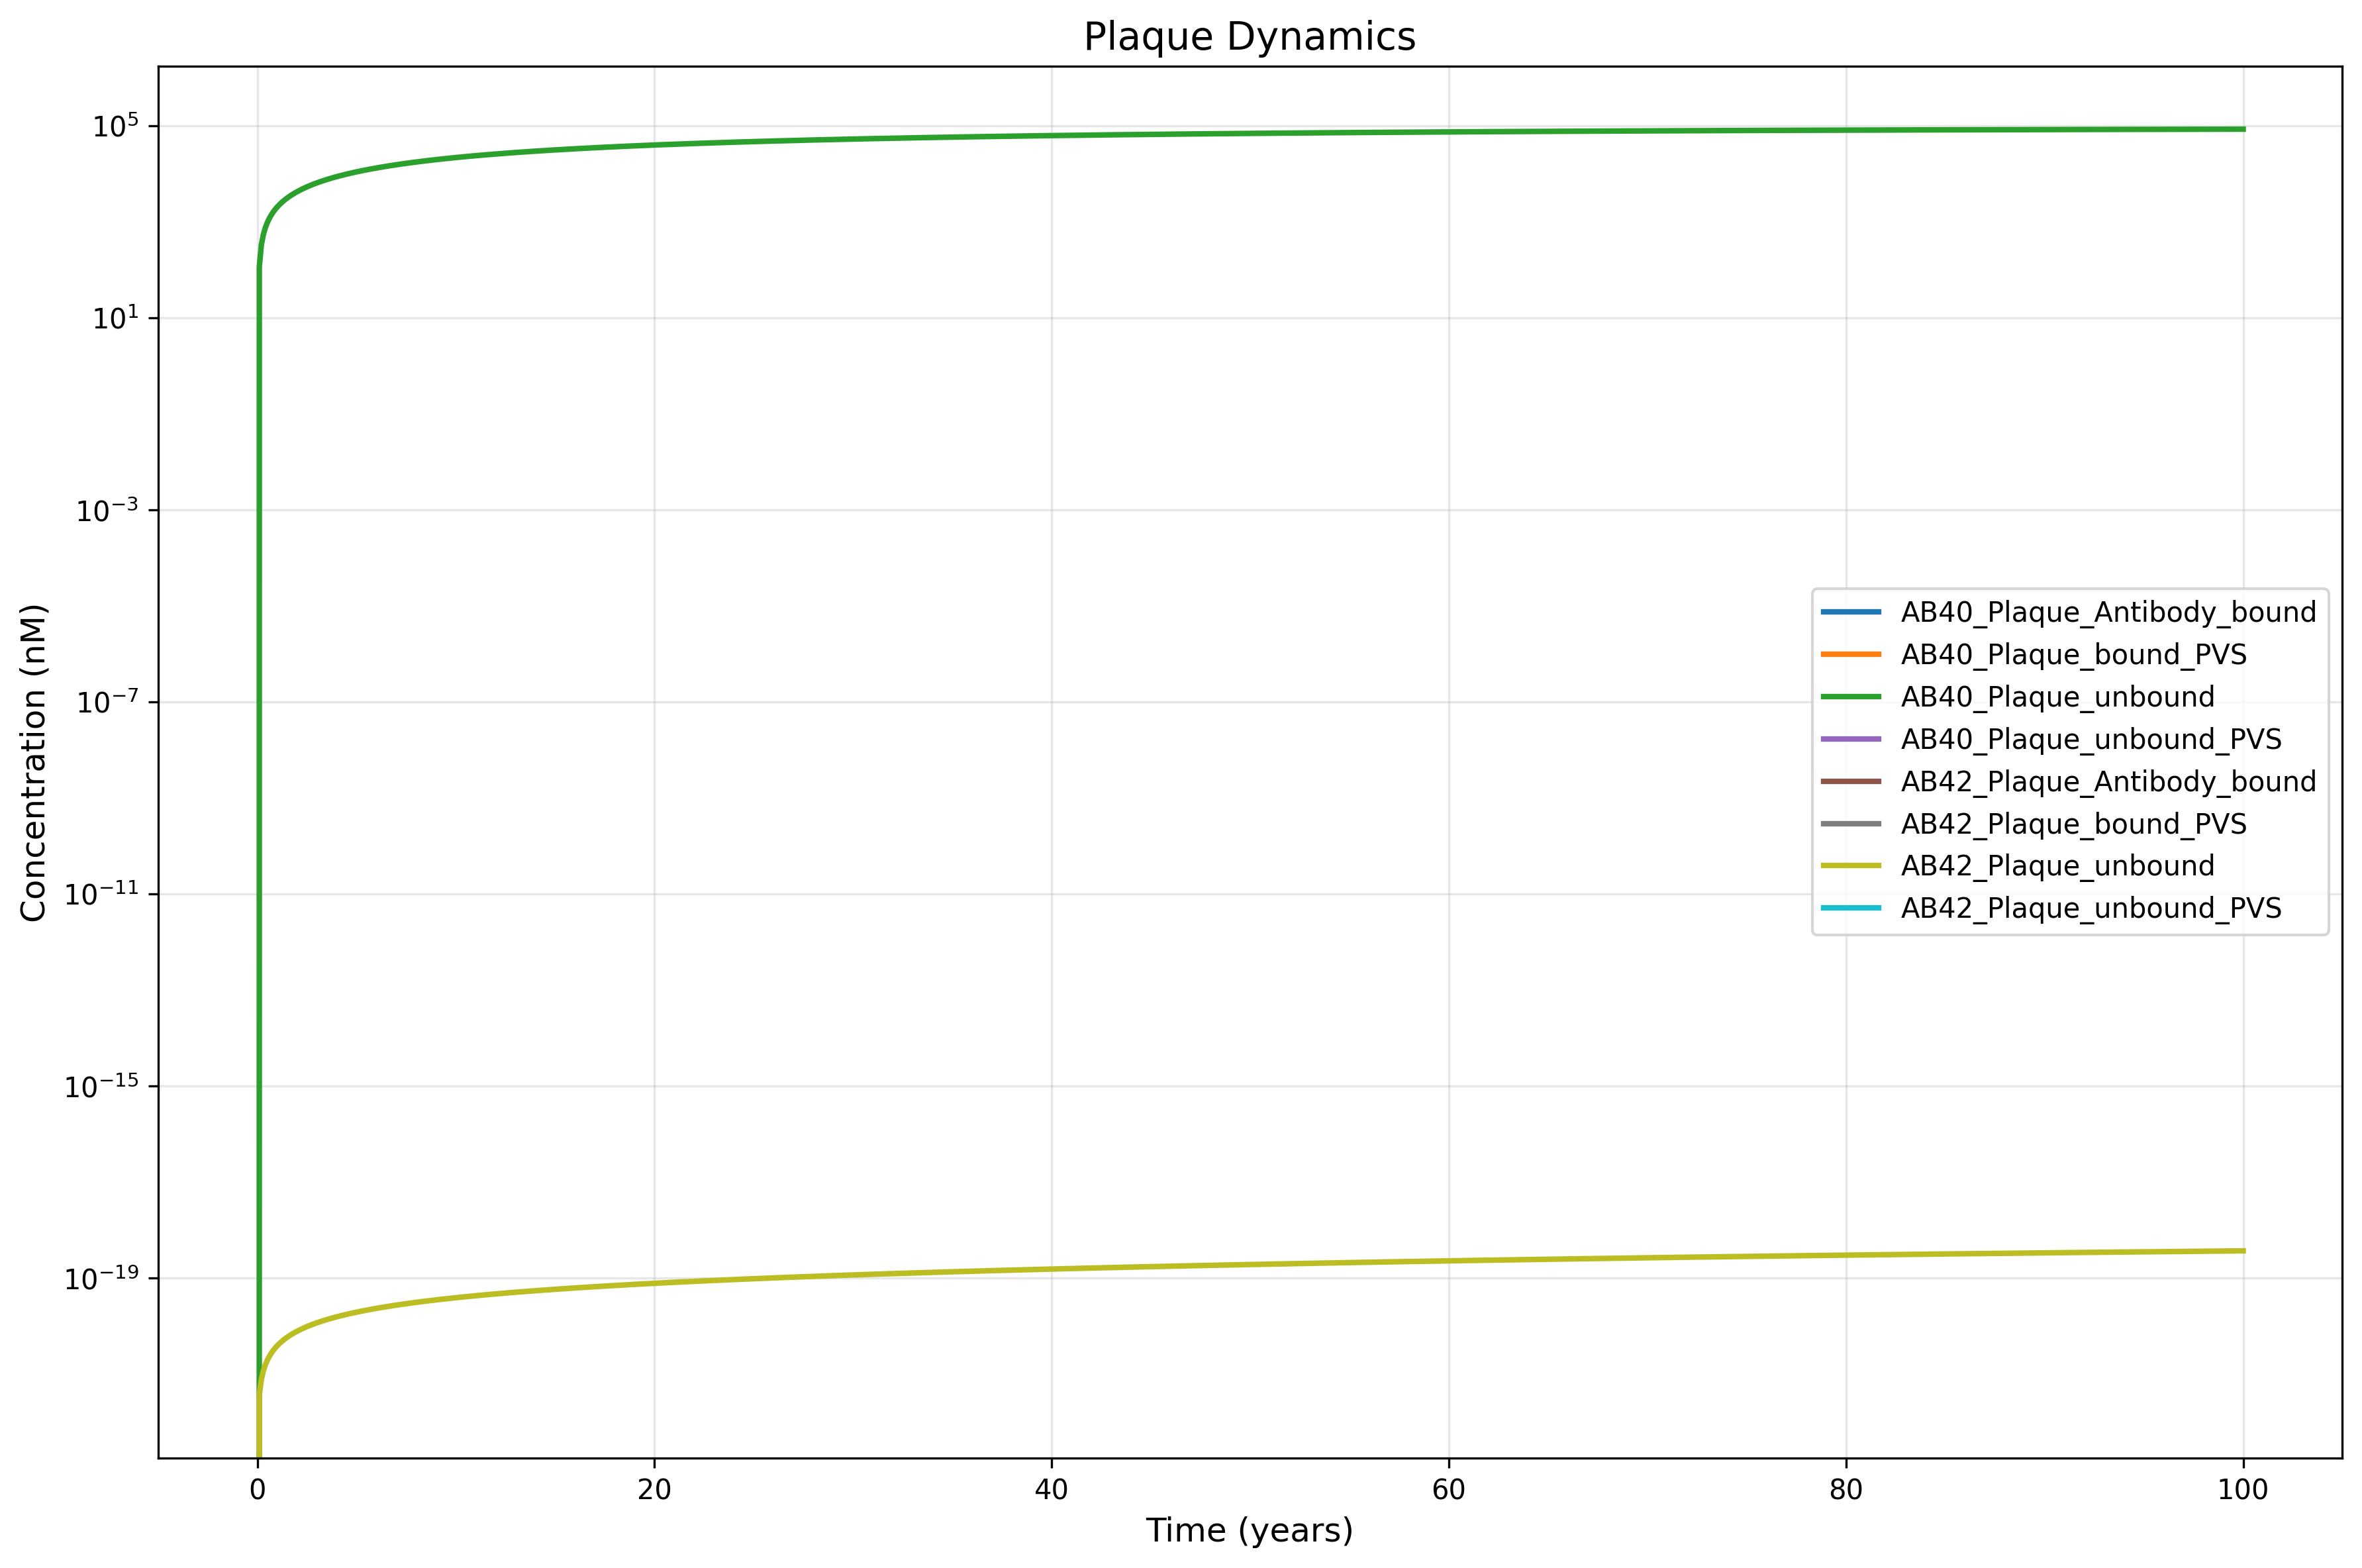 Plaque Dynamics
Concentration (nM)
10^5
10^1
10^−3
10^−7
10^−11
10^−15
10^−19
AB40_Plaque_Antibody_bound
AB40_Plaque_bound_PVS
AB40_Plaque_unbound
AB40_Plaque_unbound_PVS
AB42_Plaque_Antibody_bound
AB42_Plaque_bound_PVS
AB42_Plaque_unbound
AB42_Plaque_unbound_PVS
0 20 40 60 80 100
Time (years)